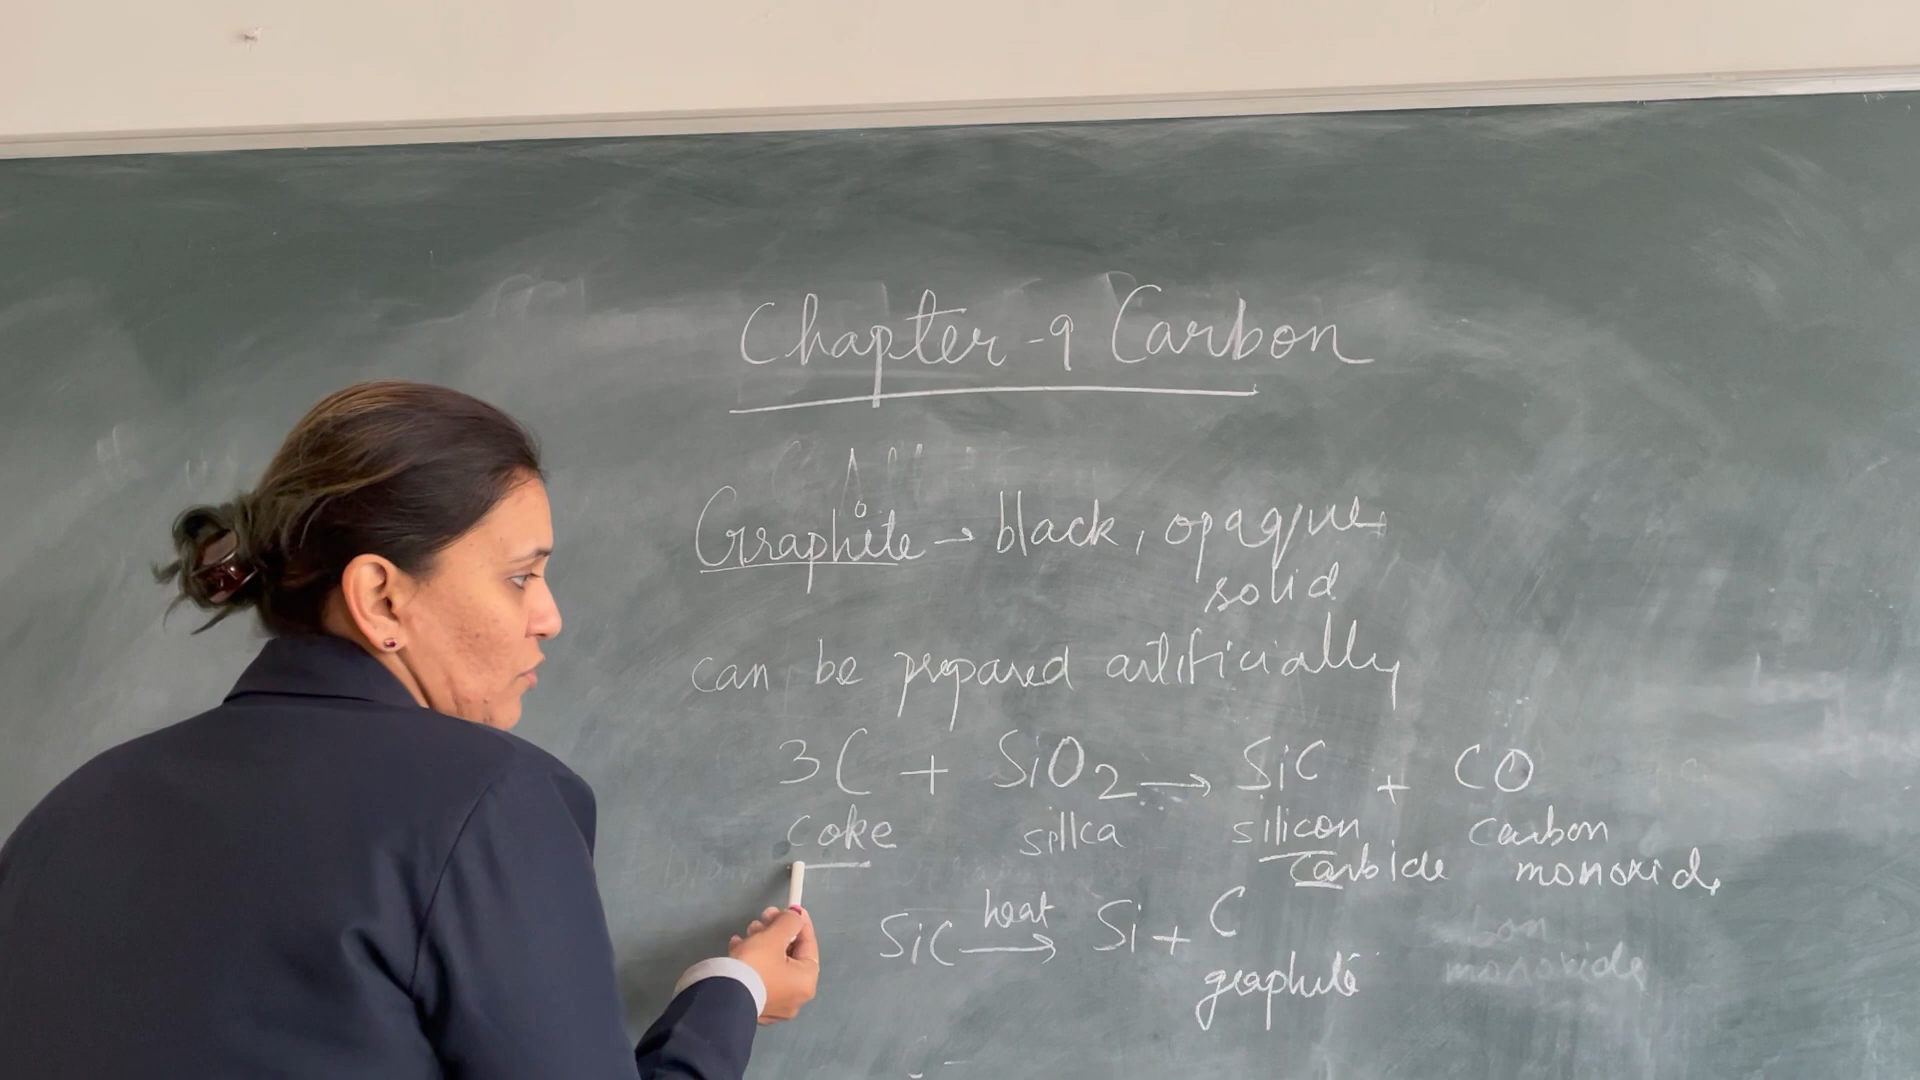 Chapter-9 Carbon
Graphite → black, opaque
solid
can be prepared artificially
3C + SiO2 → SiC + CO
coke silica silicon carbon
carbide monoxide
SiC heat→ Si + C
graphite
monoxide